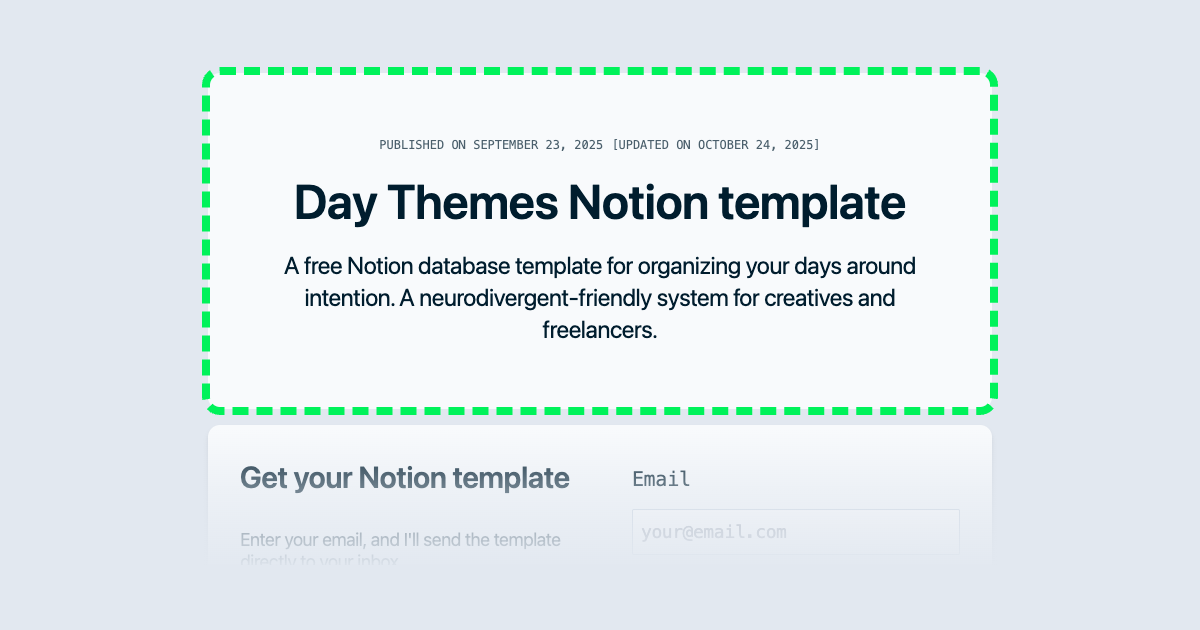 PUBLISHED ON SEPTEMBER 23, 2025 [UPDATED ON OCTOBER 24, 2025]
Day Themes Notion template
A free Notion database template for organizing your days around
intention. A neurodivergent-friendly system for creatives and
freelancers.
Get your Notion template
Enter your email, and I'll send the template
directly to your inbox.
Email
your@email.com